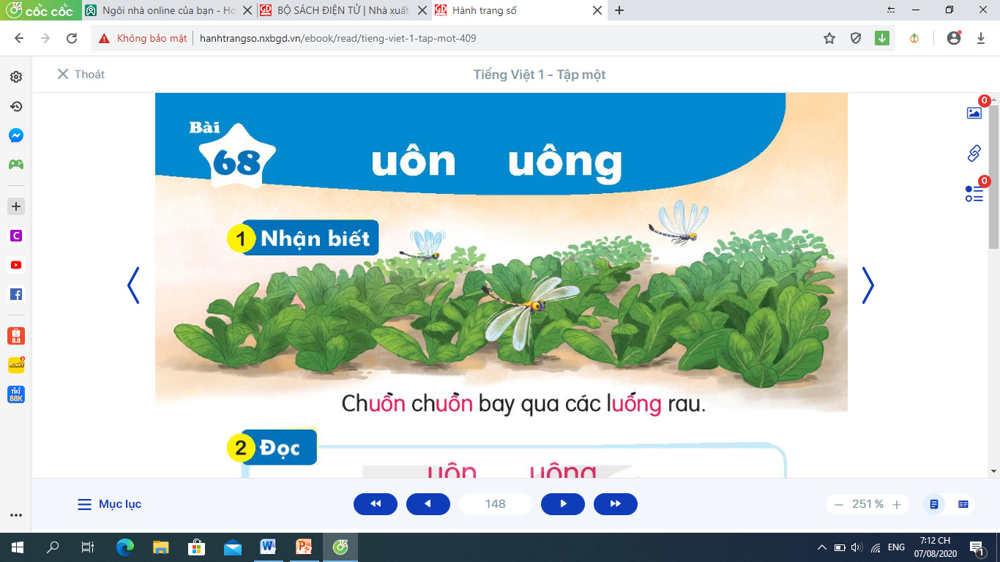 cốc cốc
Ngôi nhà online của bạn - Ho
BỘ SÁCH ĐIỆN TỬ | Nhà xuất
Hành trang số
Không bảo mật
hanhtrangso.nxbgd.vn/ebook/read/tieng-viet-1-tap-mot-409
Thoát
Tiếng Việt 1 - Tập một
0
0
Bài
68
uôn uông
1 Nhận biết
C
S
8.8
TIKI
88K
Chuồn chuồn bay qua các luống rau.
2 Đọc
uôn uông
Mục lục
148
251 %
ENG
7:12 CH
07/08/2020
1